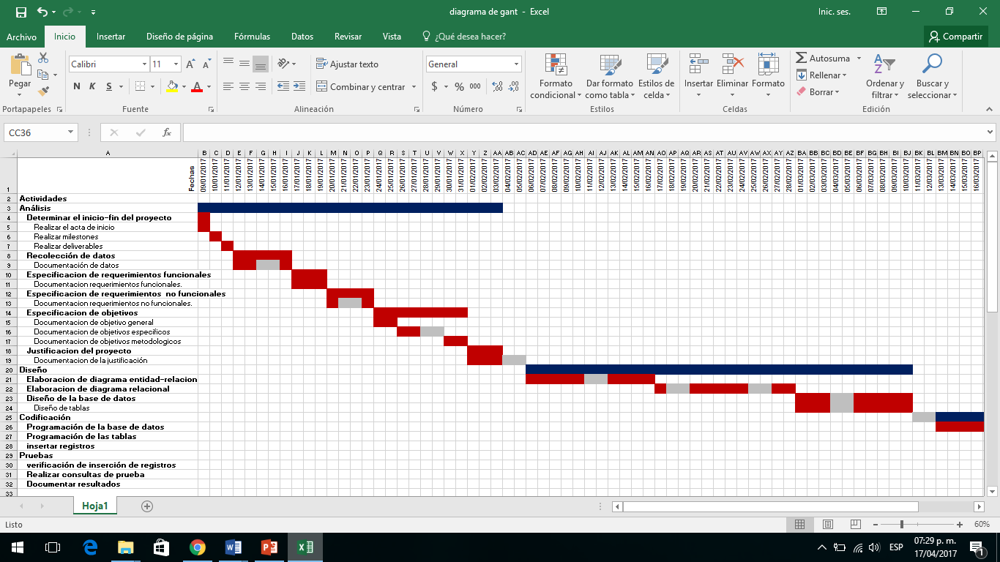 diagrama de gant - Excel
Inic. ses.
Archivo Inicio Insertar Diseño de página Fórmulas Datos Revisar Vista ¿Qué desea hacer? Compartir
Pegar
Calibri 11
N K S
Ajustar texto
Combinar y centrar
General
$ % 000
Formato condicional
Dar formato como tabla
Estilos de celda
Insertar Eliminar Formato
Autosuma
Rellenar
Borrar
Ordenar y filtrar
Buscar y seleccionar
Portapapeles Fuente Alineación Número Estilos Celdas Edición
CC36 fx
A B C D E F G H I J K L M N O P Q R S T U V W X Y Z AA AB AC AD AE AF AG AH AI AJ AK AL AM AN AO AP AQ AR AS AT AU AV AW AX AY AZ BA BB BC BD BE BF BG BH BI BJ BK BL BM BN BO BP
1 Fechas 09/01/2017 10/01/2017 11/01/2017 12/01/2017 13/01/2017 14/01/2017 15/01/2017 16/01/2017 17/01/2017 18/01/2017 19/01/2017 20/01/2017 21/01/2017 22/01/2017 23/01/2017 24/01/2017 25/01/2017 26/01/2017 27/01/2017 28/01/2017 29/01/2017 30/01/2017 31/01/2017 01/02/2017 02/02/2017 03/02/2017 04/02/2017 05/02/2017 06/02/2017 07/02/2017 08/02/2017 09/02/2017 10/02/2017 11/02/2017 12/02/2017 13/02/2017 14/02/2017 15/02/2017 16/02/2017 17/02/2017 18/02/2017 19/02/2017 20/02/2017 21/02/2017 22/02/2017 23/02/2017 24/02/2017 25/02/2017 26/02/2017 27/02/2017 28/02/2017 01/03/2017 02/03/2017 03/03/2017 04/03/2017 05/03/2017 06/03/2017 07/03/2017 08/03/2017 09/03/2017 10/03/2017 11/03/2017 12/03/2017 13/03/2017 14/03/2017 15/03/2017 16/03/2017
2 Actividades
3 Análisis
4 Determinar el inicio-fin del proyecto
5 Realizar el acta de inicio
6 Realizar milestones
7 Realizar deliverables
8 Recolección de datos
9 Documentación de datos
10 Especificacion de requerimientos funcionales
11 Documentacion requerimientos funcionales.
12 Especificacion de requerimientos no funcionales
13 Documentacion requerimientos no funcionales.
14 Especificacion de objetivos
15 Documentacion de objetivo general
16 Documentacion de objetivos especificos
17 Documentacion de objetivos metodologicos
18 Justificacion del proyecto
19 Documentacion de la justificación
20 Diseño
21 Elaboracion de diagrama entidad-relacion
22 Elaboracion de diagrama relacional
23 Diseño de la base de datos
24 Diseño de tablas
25 Codificación
26 Programación de la base de datos
27 Programación de las tablas
28 insertar registros
29 Pruebas
30 verificación de inserción de registros
31 Realizar consultas de prueba
32 Documentar resultados
33
Hoja1
Listo
60%
ESP
07:29 p. m.
17/04/2017
1